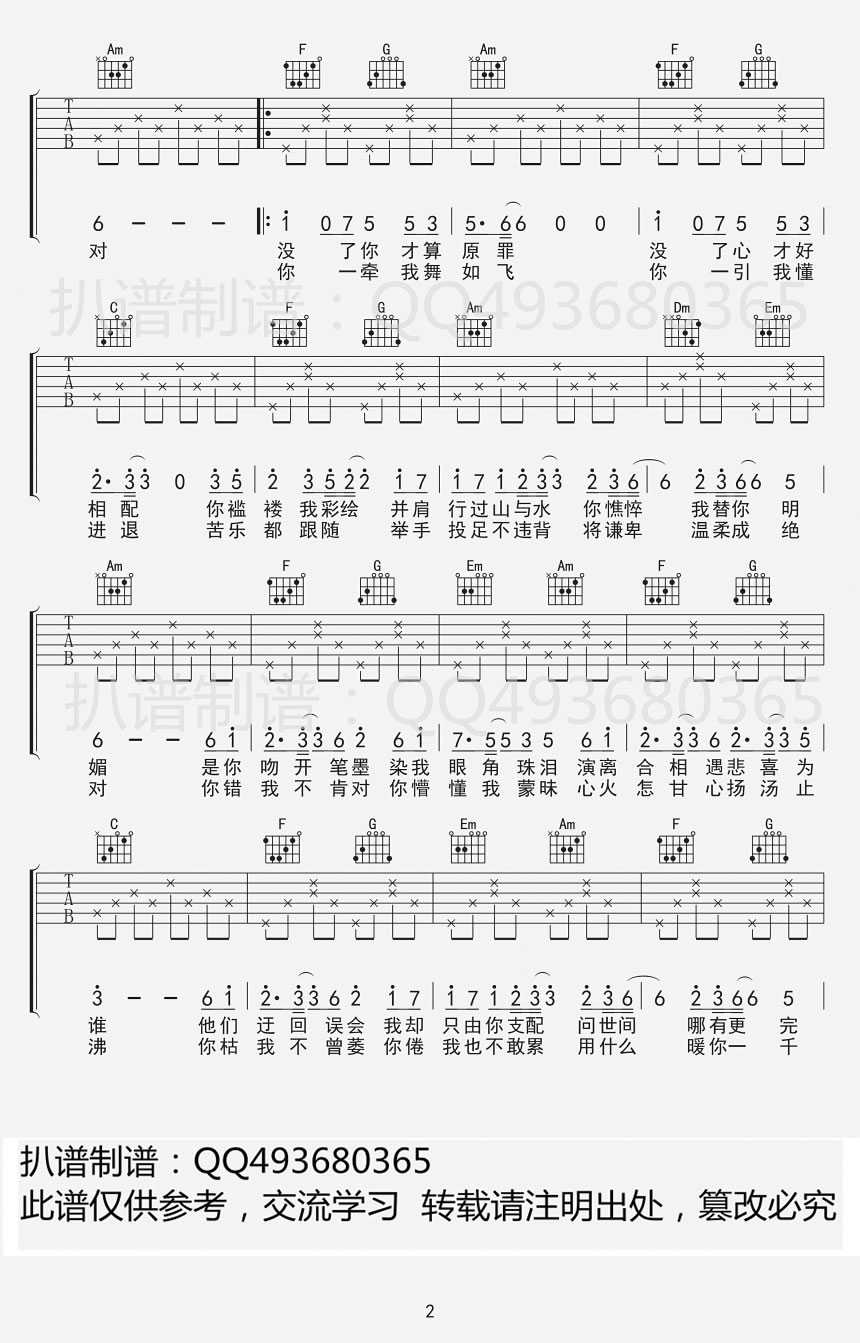 Am F G Am F G
T A B
6 - - - 1 0 7 5 5 3 5· 6 6 0 0 1 0 7 5 5 3
对 没 了你 才算 原 罪 没 了心 才好
你 一牵 我舞 如 飞 你 一引 我懂
扒谱制谱：QQ493680365
C F G Am Dm Em
T A B
2· 3 3 0 3 5 2 3 5 2 2 1 7 1 7 1 2 3 3 2 3 6 6 2 3 6 6 5
相 配 你褴 褛 我彩绘 并肩 行过山与水 你憔悴 我替你 明
进 退 苦乐 都 跟随 举手 投足不违背 将谦卑 温柔成 绝
Am F G Em Am F G
T A B
扒谱制谱：QQ493680365
6 - - 6 1 2· 3 3 6 2 6 1 7· 5 5 3 5 6 1 2· 3 3 6 2· 3 3 5
媚 是你 吻 开 笔墨 染我 眼 角 珠泪 演离 合 相 遇悲 喜 为
对 你错 我 不 肯对 你懵 懂 我 蒙昧 心火 怎 甘 心扬 汤 止
C F G Em Am F G
T A B
3 - - 6 1 2· 3 3 6 2 1 7 1 7 1 2 3 3 2 3 6 6 2 3 6 6 5
谁 他们 迂 回 误会 我却 只由你支配 问世间 哪有更 完
沸 你枯 我 不 曾萎 你倦 我也不敢累 用什么 暖你一 千
扒谱制谱：QQ493680365
此谱仅供参考，交流学习 转载请注明出处，篡改必究
2